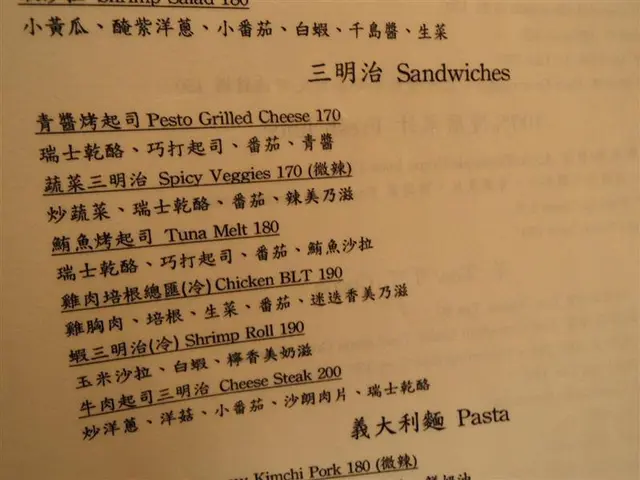 Shrimp Salad 180
小黃瓜、醃紫洋蔥、小番茄、白蝦、千島醬、生菜
三明治 Sandwiches
青醬烤起司 Pesto Grilled Cheese 170
瑞士乾酪、巧打起司、番茄、青醬
蔬菜三明治 Spicy Veggies 170 (微辣)
炒蔬菜、瑞士乾酪、番茄、辣美乃滋
鮪魚烤起司 Tuna Melt 180
瑞士乾酪、巧打起司、番茄、鮪魚沙拉
雞肉培根總匯(冷) Chicken BLT 190
雞胸肉、培根、生菜、番茄、迷迭香美乃滋
蝦三明治(冷) Shrimp Roll 190
玉米沙拉、白蝦、檸香美奶滋
牛肉起司三明治 Cheese Steak 200
炒洋蔥、洋菇、小番茄、沙朗肉片、瑞士乾酪
義大利麵 Pasta
Kimchi Pork 180 (微辣)